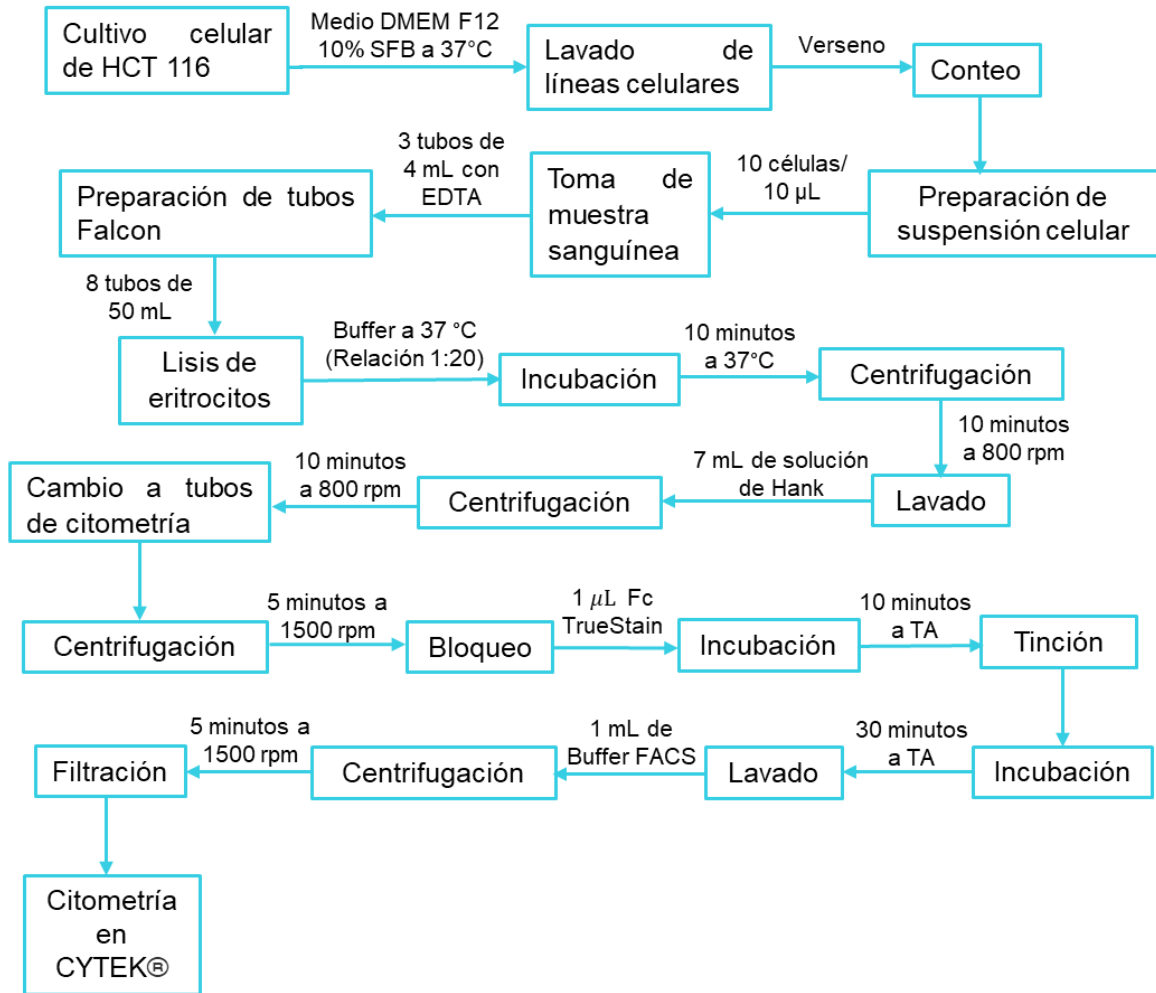 Cultivo celular
de HCT 116
Medio DMEM F12
10% SFB a 37°C
Lavado de
líneas celulares
Verseno
Conteo
Preparación de
suspensión celular
10 células/
10 µL
Toma de
muestra
sanguínea
3 tubos de
4 mL con
EDTA
Preparación de tubos
Falcon
8 tubos de
50 mL
Lisis de
eritrocitos
Buffer a 37 °C
(Relación 1:20)
Incubación
10 minutos
a 37°C
Centrifugación
10 minutos
a 800 rpm
Lavado
7 mL de solución
de Hank
Centrifugación
10 minutos
a 800 rpm
Cambio a tubos
de citometría
Centrifugación
5 minutos a
1500 rpm
Bloqueo
1 μL Fc
TrueStain
Incubación
10 minutos
a TA
Tinción
Incubación
30 minutos
a TA
Lavado
1 mL de
Buffer FACS
Centrifugación
5 minutos a
1500 rpm
Filtración
Citometría
en
CYTEK®